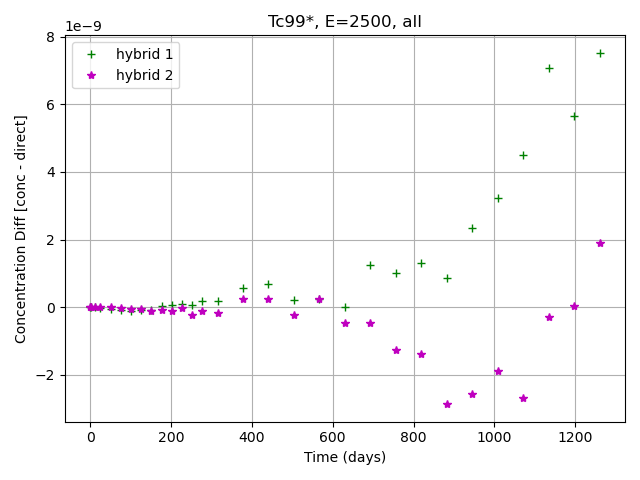 Tc99*, E=2500, all
1e−9
hybrid 1
hybrid 2
8
6
4
2
0
−2
Concentration Diff [conc - direct]
0 200 400 600 800 1000 1200
Time (days)